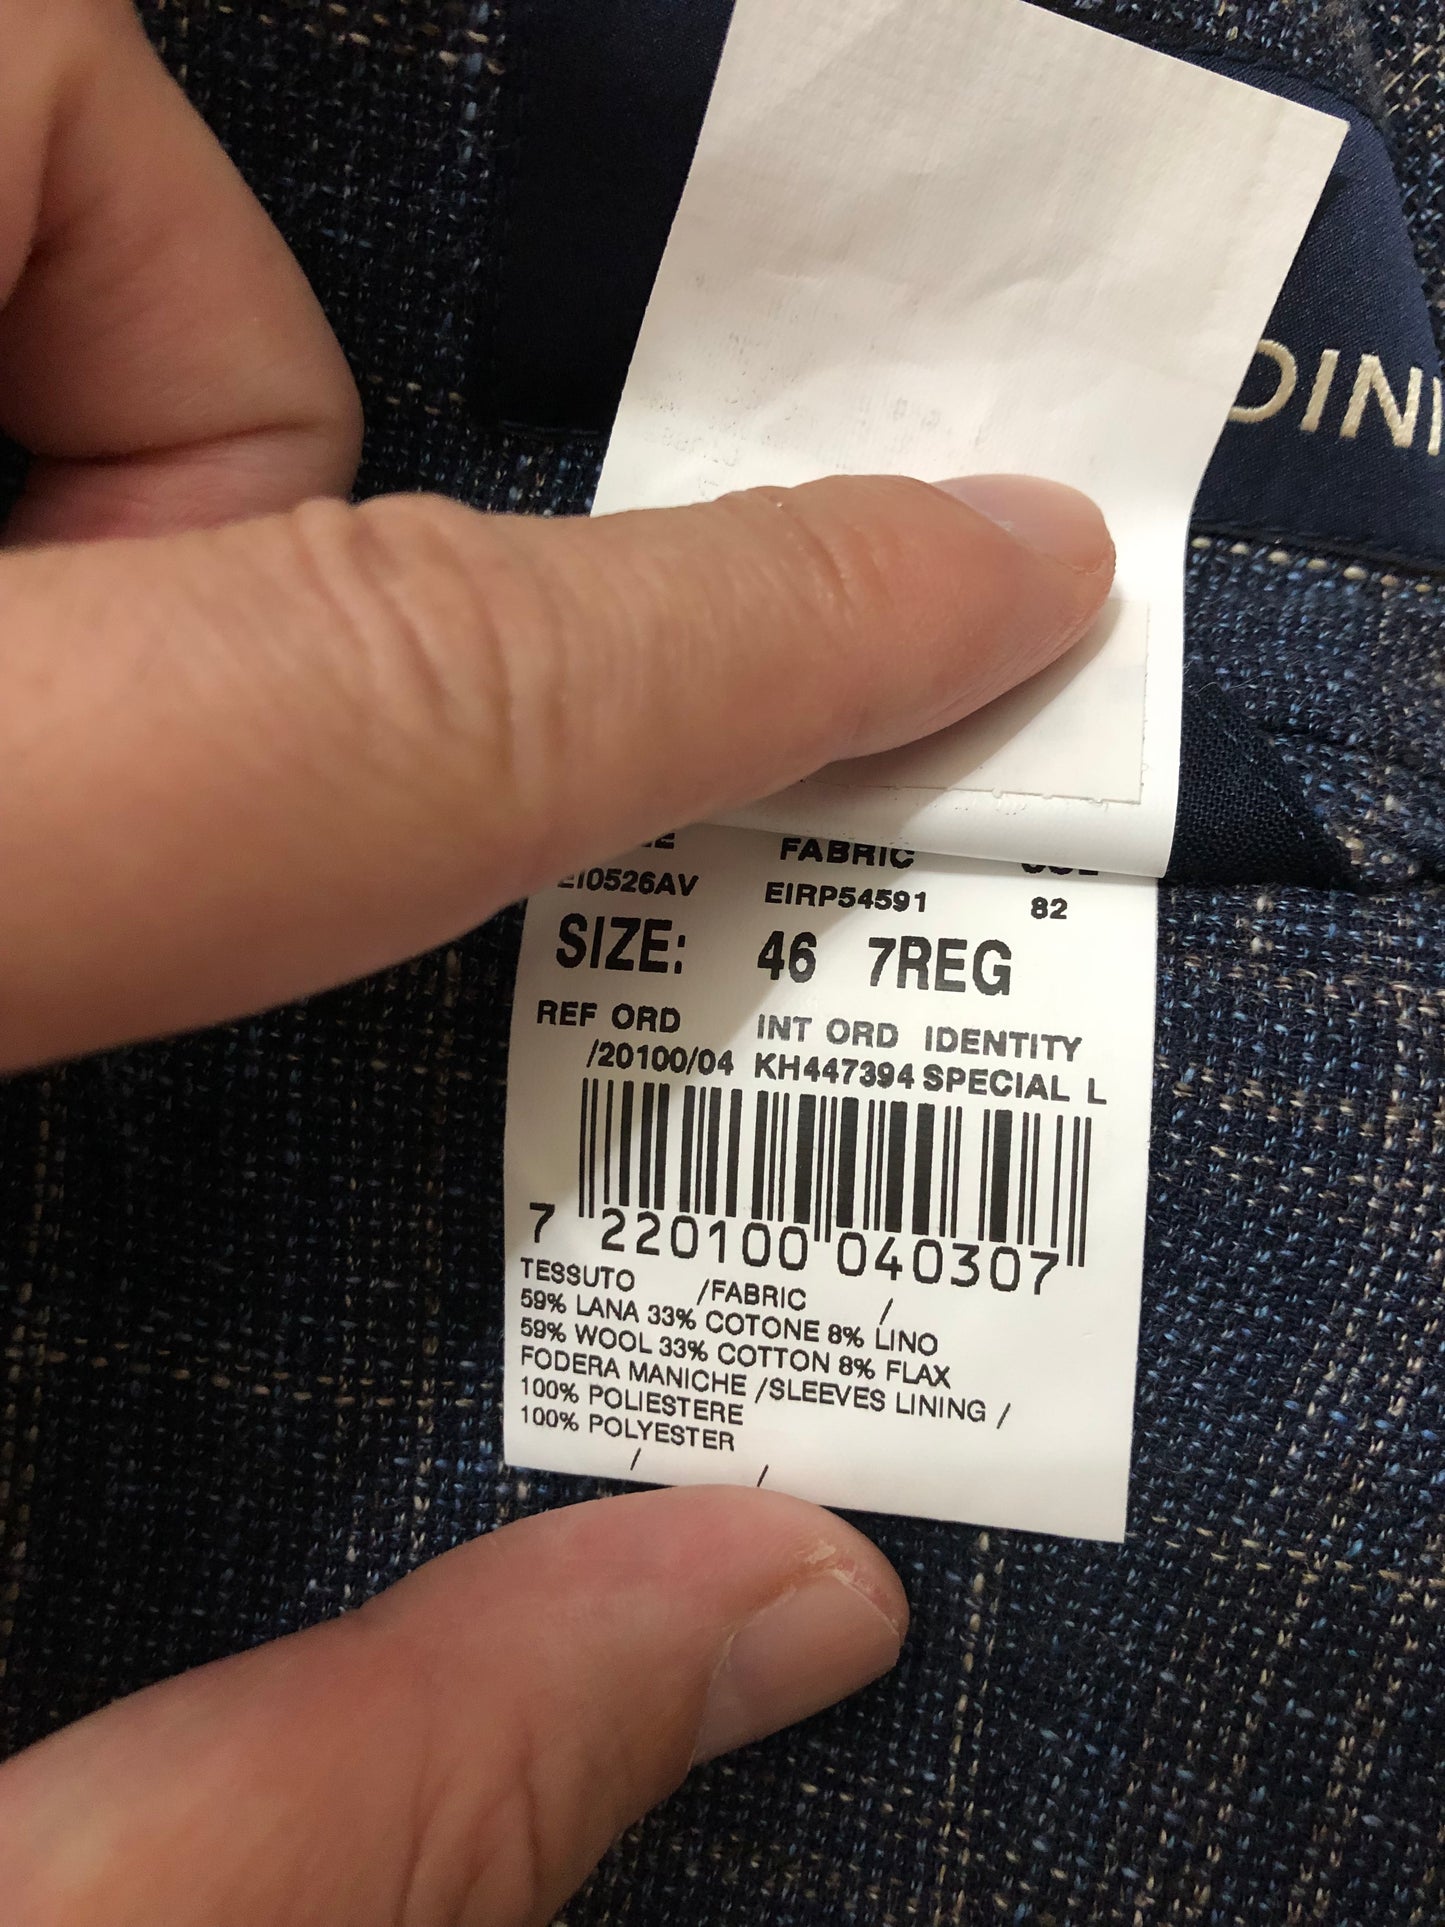 DINI
FABRIC
EI0526AV EIRP54591 82
SIZE: 46 7REG
REF ORD INT ORD IDENTITY
/20100/04 KH447394 SPECIAL L
7 220100 040307
TESSUTO /FABRIC /
59% LANA 33% COTONE 8% LINO
59% WOOL 33% COTTON 8% FLAX
FODERA MANICHE /SLEEVES LINING /
100% POLIESTERE
100% POLYESTER
/ /